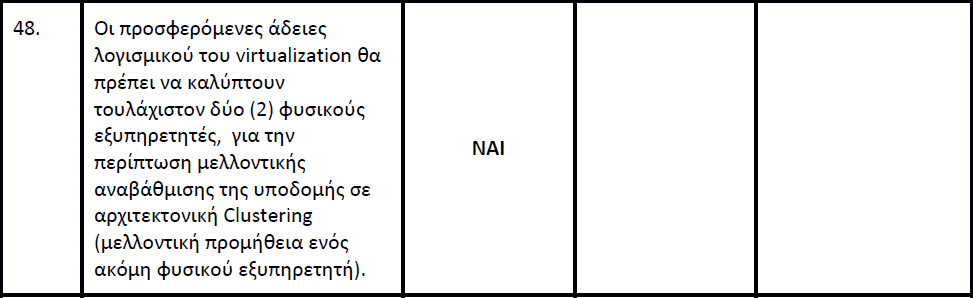 48.
Οι προσφερόμενες άδειες
λογισμικού του virtualization θα
πρέπει να καλύπτουν
τουλάχιστον δύο (2) φυσικούς
εξυπηρετητές, για την
περίπτωση μελλοντικής
αναβάθμισης της υποδομής σε
αρχιτεκτονική Clustering
(μελλοντική προμήθεια ενός
ακόμη φυσικού εξυπηρετητή).
ΝΑΙ